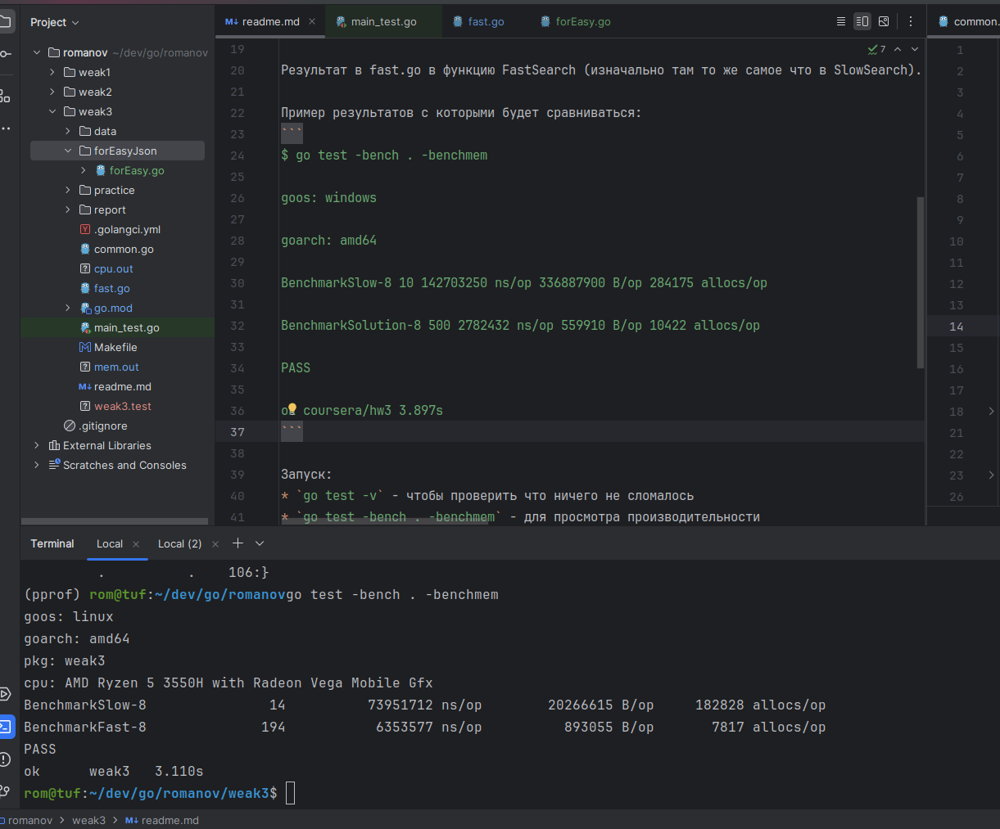 Project
romanov ~/dev/go/romanov
weak1
weak2
weak3
data
forEasyJson
forEasy.go
practice
report
.golangci.yml
common.go
cpu.out
fast.go
go.mod
main_test.go
Makefile
mem.out
readme.md
weak3.test
.gitignore
External Libraries
Scratches and Consoles
readme.md
main_test.go
fast.go
forEasy.go
common.
7
19
20 Результат в fast.go в функцию FastSearch (изначально там то же самое что в SlowSearch).
21
22 Пример результатов с которыми будет сравниваться:
23 ```
24 $ go test -bench . -benchmem
25
26 goos: windows
27
28 goarch: amd64
29
30 BenchmarkSlow-8 10 142703250 ns/op 336887900 B/op 284175 allocs/op
31
32 BenchmarkSolution-8 500 2782432 ns/op 559910 B/op 10422 allocs/op
33
34 PASS
35
36 o coursera/hw3 3.897s
37 ```
38
39 Запуск:
40 * `go test -v` - чтобы проверить что ничего не сломалось
41 * `go test -bench . -benchmem` - для просмотра производительности
1
2
3
4
5
6
7
8
9
10
11
12
13
14
15
16
17
18
21
22
23
26
Terminal
Local
Local (2)
. . 106:}
(pprof) rom@tuf:~/dev/go/romanovgo test -bench . -benchmem
goos: linux
goarch: amd64
pkg: weak3
cpu: AMD Ryzen 5 3550H with Radeon Vega Mobile Gfx
BenchmarkSlow-8 14 73951712 ns/op 20266615 B/op 182828 allocs/op
BenchmarkFast-8 194 6353577 ns/op 893055 B/op 7817 allocs/op
PASS
ok weak3 3.110s
rom@tuf:~/dev/go/romanov/weak3$
romanov > weak3 > readme.md